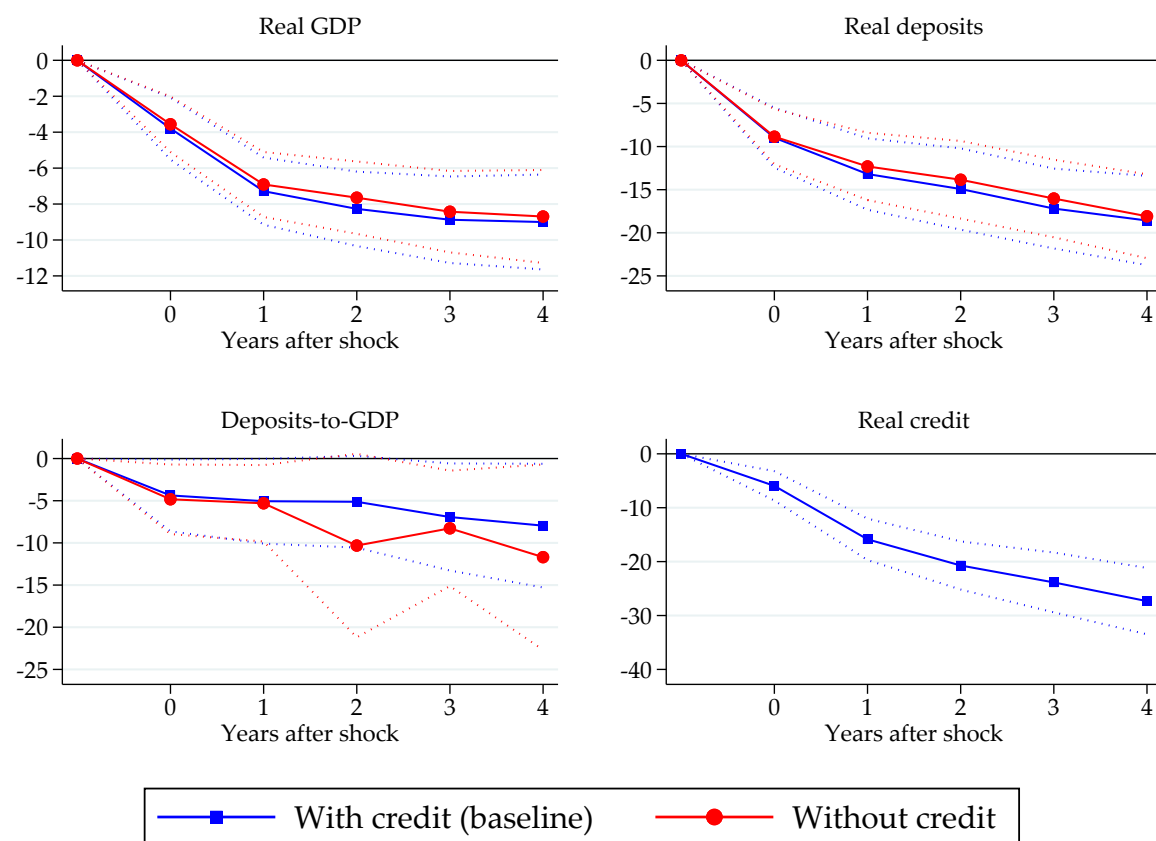 Real GDP
0
-2
-4
-6
-8
-10
-12
0 1 2 3 4
Years after shock
Real deposits
0
-5
-10
-15
-20
-25
0 1 2 3 4
Years after shock
Deposits-to-GDP
0
-5
-10
-15
-20
-25
0 1 2 3 4
Years after shock
Real credit
0
-10
-20
-30
-40
0 1 2 3 4
Years after shock
With credit (baseline) Without credit